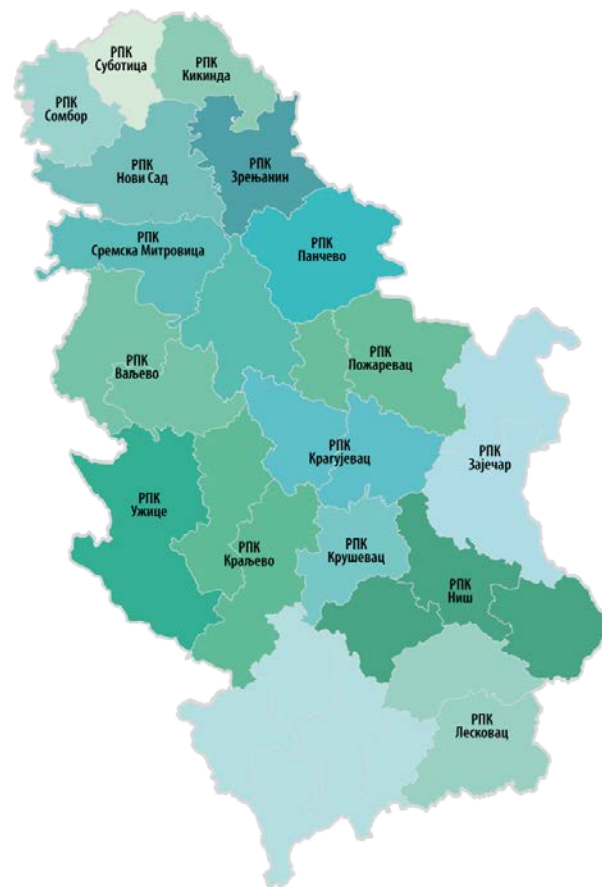 РПК
Суботица
РПК
Кикинда
РПК
Сомбор
РПК
Нови Сад
РПК
Зрењанин
РПК
Сремска Митровица
РПК
Панчево
РПК
Ваљево
РПК
Пожаревац
РПК
Крагујевац
РПК
Зајечар
РПК
Ужице
РПК
Краљево
РПК
Крушевац
РПК
Ниш
РПК
Лесковац